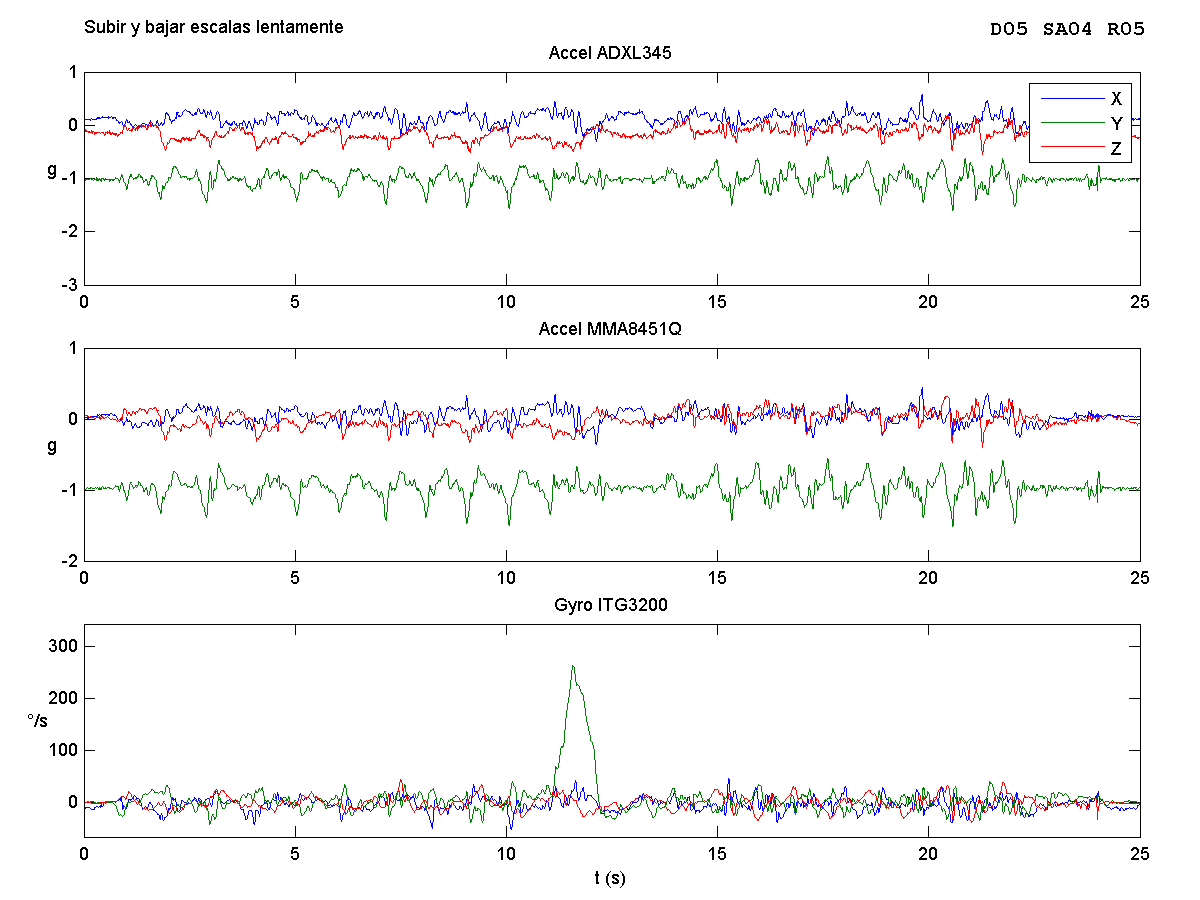 Subir y bajar escalas lentamente
D05 SA04 R05
Accel ADXL345
1
0
-1
-2
-3
g
0 5 10 15 20 25
X
Y
Z
Accel MMA8451Q
1
0
-1
-2
g
0 5 10 15 20 25
Gyro ITG3200
300
200
100
0
°/s
0 5 10 15 20 25
t (s)